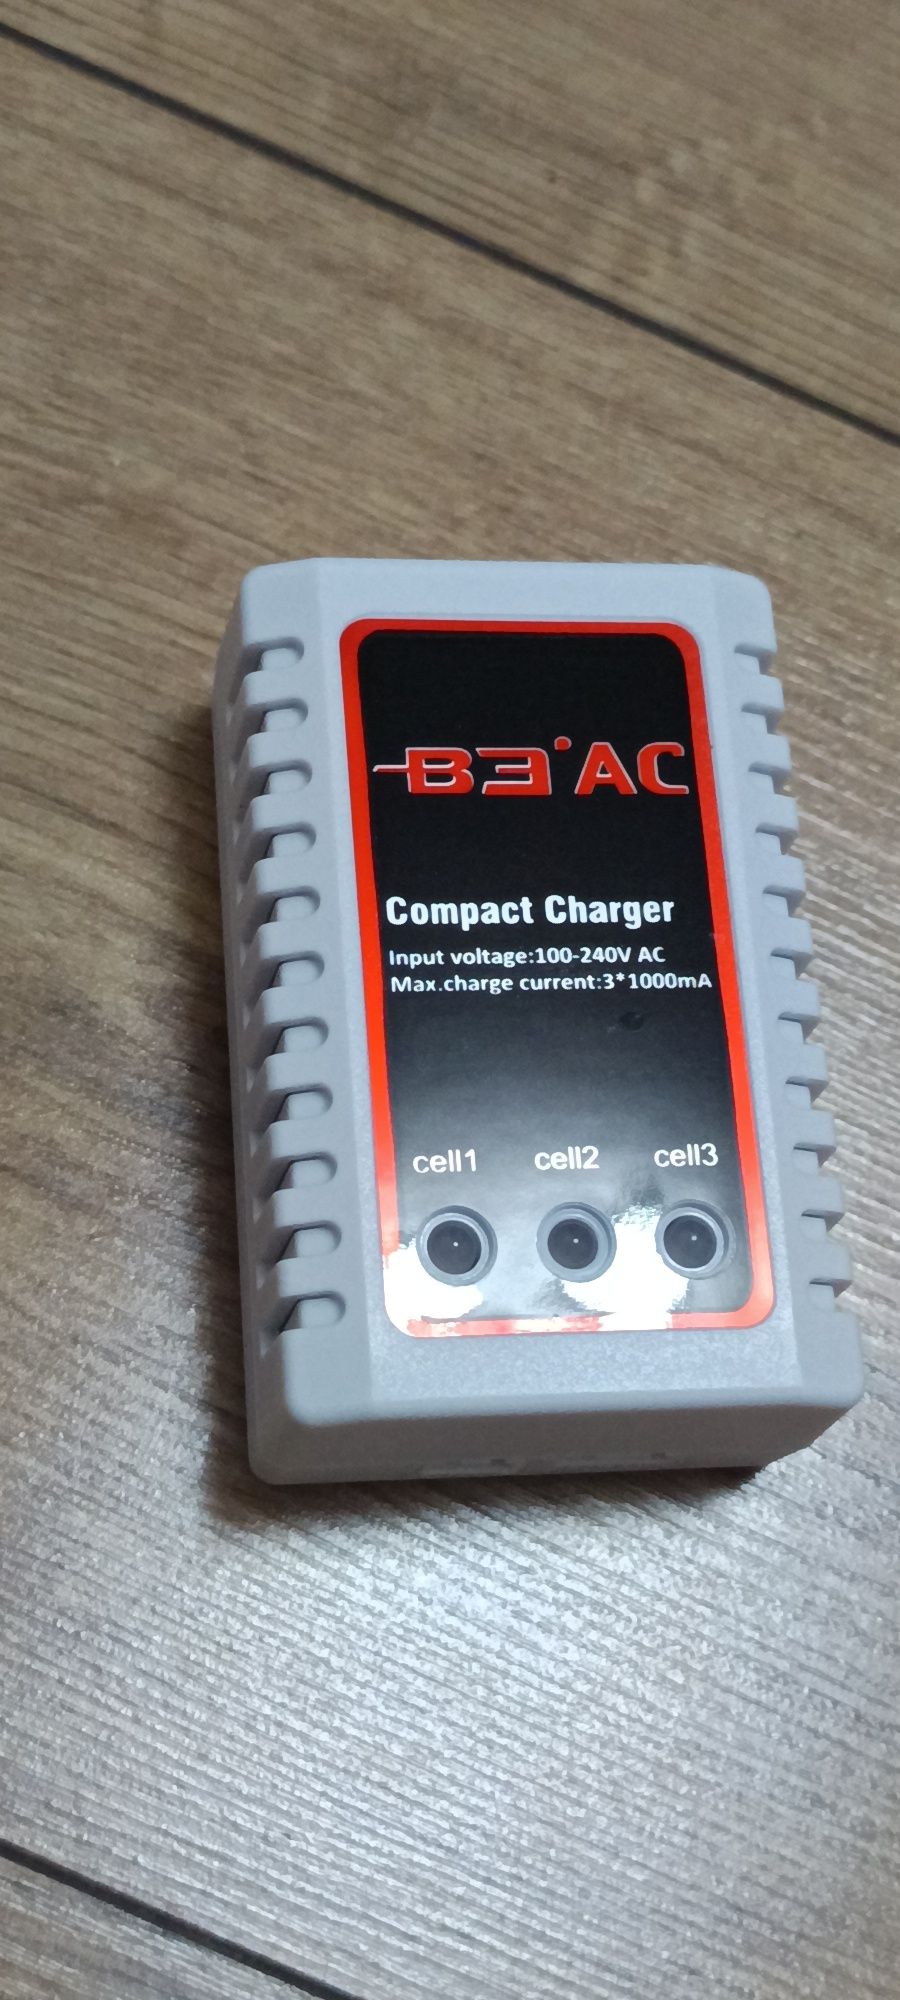 B3 AC
Compact Charger
Input voltage:100-240V AC
Max.charge current:3*1000mA
cell1 cell2 cell3